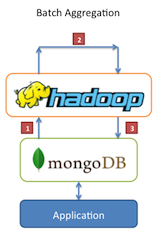 Batch Aggregation
2
hadoop
1
3
mongoDB
Application